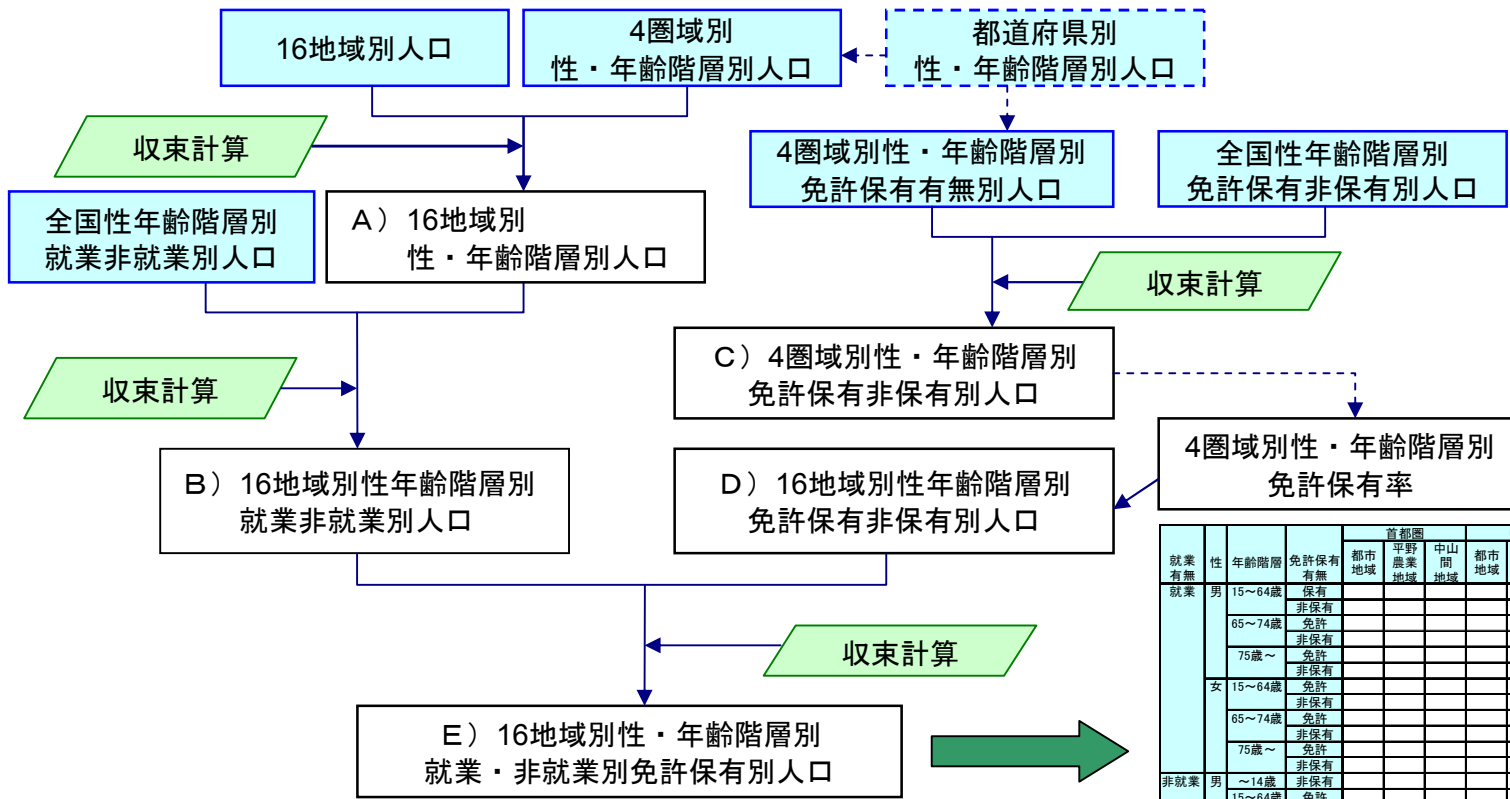 16地域別人口
4圏域別
性・年齢階層別人口
都道府県別
性・年齢階層別人口
収束計算
4圏域別性・年齢階層別
免許保有有無別人口
全国性年齢階層別
免許保有非保有別人口
全国性年齢階層別
就業非就業別人口
A）16地域別
性・年齢階層別人口
収束計算
C）4圏域別性・年齢階層別
免許保有非保有別人口
収束計算
4圏域別性・年齢階層別
免許保有率
B）16地域別性年齢階層別
就業非就業別人口
D）16地域別性年齢階層別
免許保有非保有別人口
収束計算
E）16地域別性・年齢階層別
就業・非就業別免許保有別人口
首都圏
就業有無 性 年齢階層 免許保有有無 都市地域 平野農業地域 中山間地域 都市地域
就業 男 15～64歳 保有
非保有
65～74歳 免許
非保有
75歳～ 免許
非保有
女 15～64歳 免許
非保有
65～74歳 免許
非保有
75歳～ 免許
非保有
非就業 男 ～14歳 非保有
15～64歳 免許